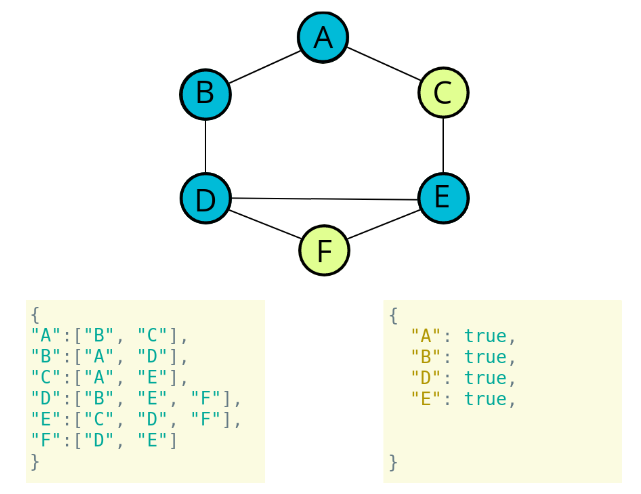 A
B
C
D
E
F
{
"A":["B", "C"],
"B":["A", "D"],
"C":["A", "E"],
"D":["B", "E", "F"],
"E":["C", "D", "F"],
"F":["D", "E"]
}
{
"A": true,
"B": true,
"D": true,
"E": true,
}